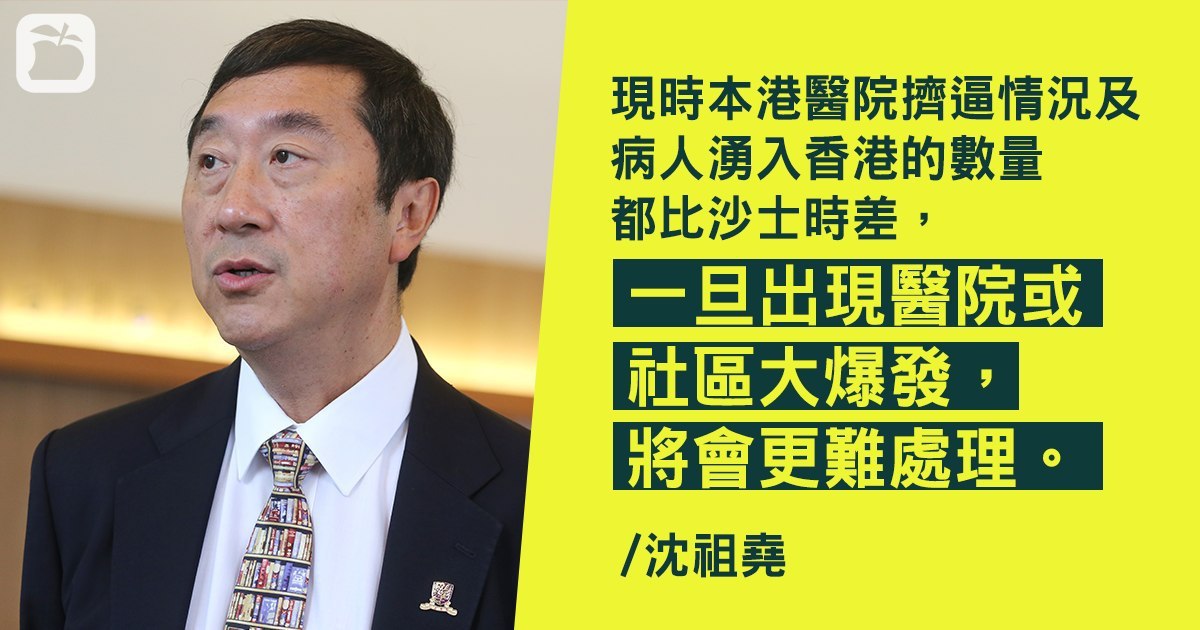 現時本港醫院擠逼情況及
病人湧入香港的數量
都比沙士時差，
一旦出現醫院或
社區大爆發，
將會更難處理。
/沈祖堯